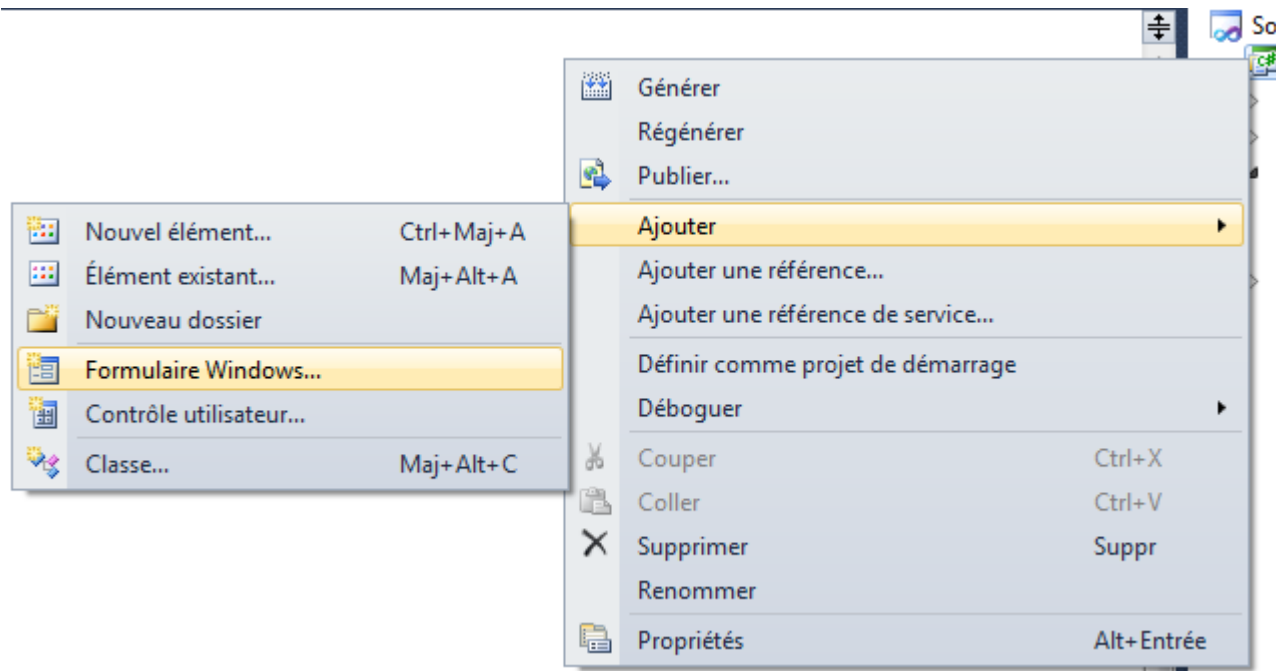 So
C#
Générer
Régénérer
Publier...
Ajouter
Ajouter une référence...
Ajouter une référence de service...
Définir comme projet de démarrage
Déboguer
Couper Ctrl+X
Coller Ctrl+V
Supprimer Suppr
Renommer
Propriétés Alt+Entrée
Nouvel élément... Ctrl+Maj+A
Élément existant... Maj+Alt+A
Nouveau dossier
Formulaire Windows...
Contrôle utilisateur...
Classe... Maj+Alt+C